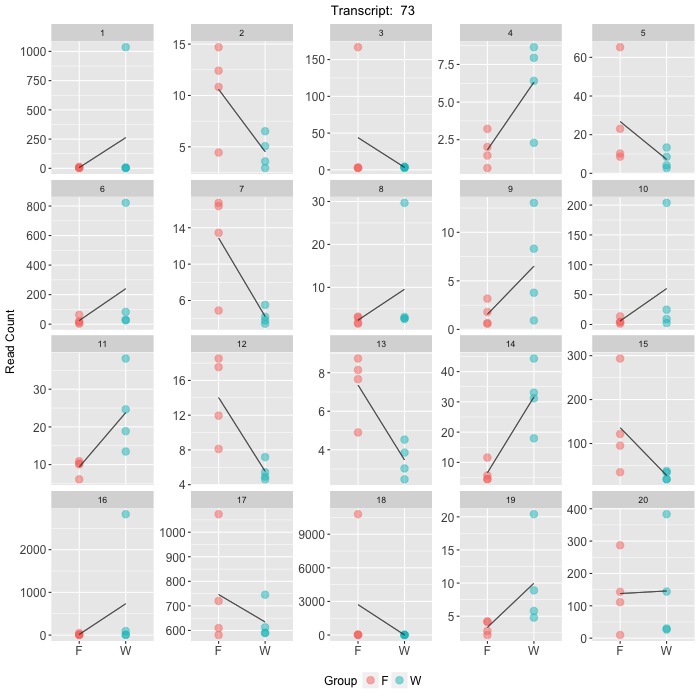 Transcript: 73
1 2 3 4 5
1000 15 150 7.5 60
750 10 100 5.0 40
500 5 50 2.5 20
250 0 0
0
6 7 8 9 10
800 14 30 10 200
600 10 20 5 150
400 6 10 0 100
200 50
0 0
11 12 13 14 15
30 16 8 40 300
20 12 6 30 200
10 8 4 20 100
4 10
16 17 18 19 20
2000 1000 9000 20 400
1000 900 6000 15 300
0 800 3000 10 200
700 0 5 100
600 0
F W F W F W F W F W
Read Count
Group F W